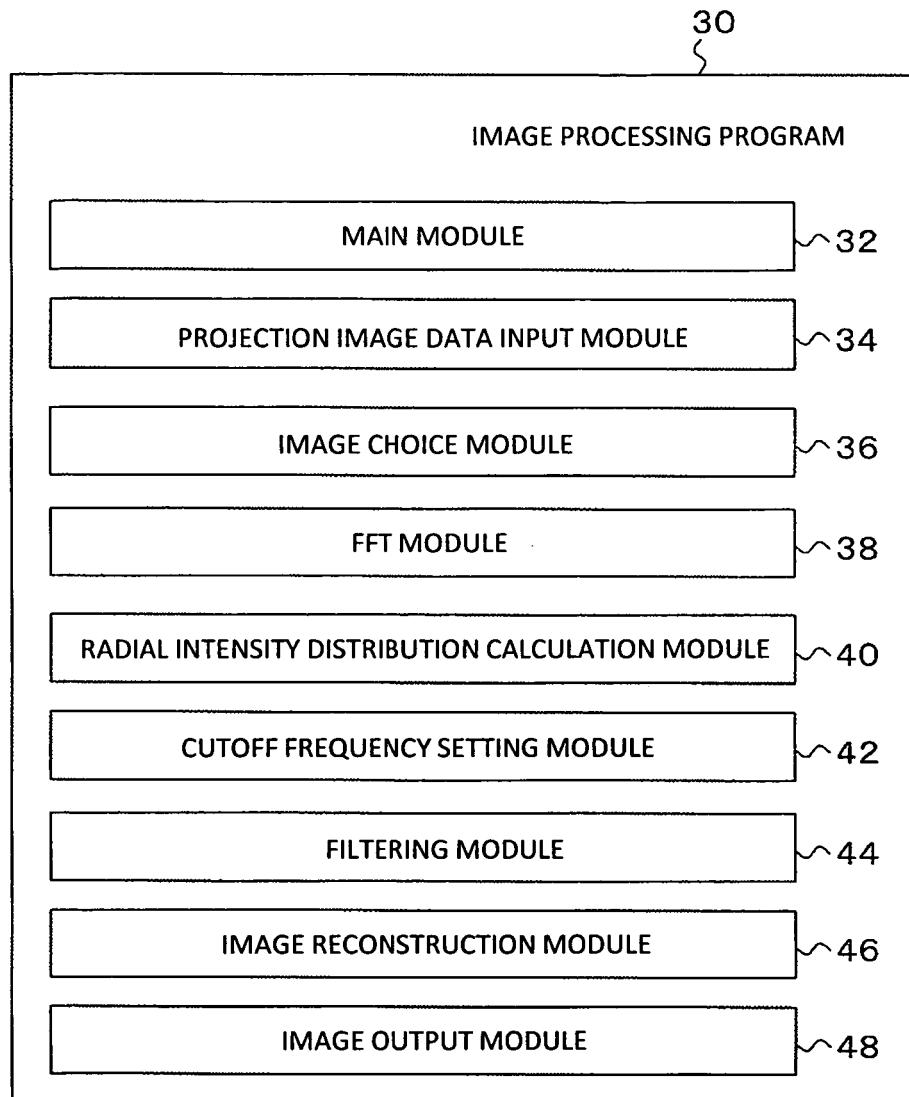 30
IMAGE PROCESSING PROGRAM
MAIN MODULE 32
PROJECTION IMAGE DATA INPUT MODULE 34
IMAGE CHOICE MODULE 36
FFT MODULE 38
RADIAL INTENSITY DISTRIBUTION CALCULATION MODULE 40
CUTOFF FREQUENCY SETTING MODULE 42
FILTERING MODULE 44
IMAGE RECONSTRUCTION MODULE 46
IMAGE OUTPUT MODULE 48